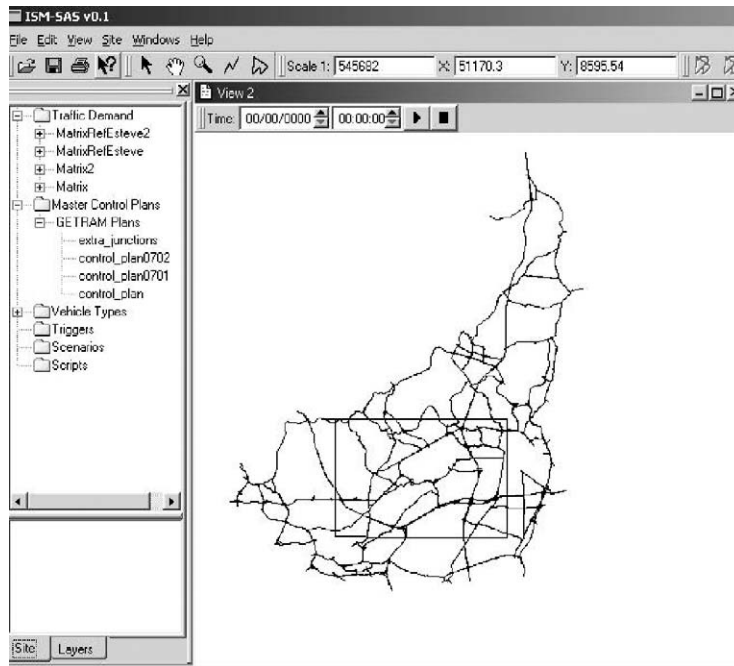 ISM-SAS v0.1
File Edit View Site Windows Help
Scale 1: 545682 X: 51170.3 Y: 8595.54
View 2
Time: 00/00/0000 00:00:00
Traffic Demand
MatrixRefEsteve2
MatrixRefEsteve
Matrix2
Matrix
Master Control Plans
GETRAM Plans
extra_junctions
control_plan0702
control_plan0701
control_plan
Vehicle Types
Triggers
Scenarios
Scripts
Site Layers